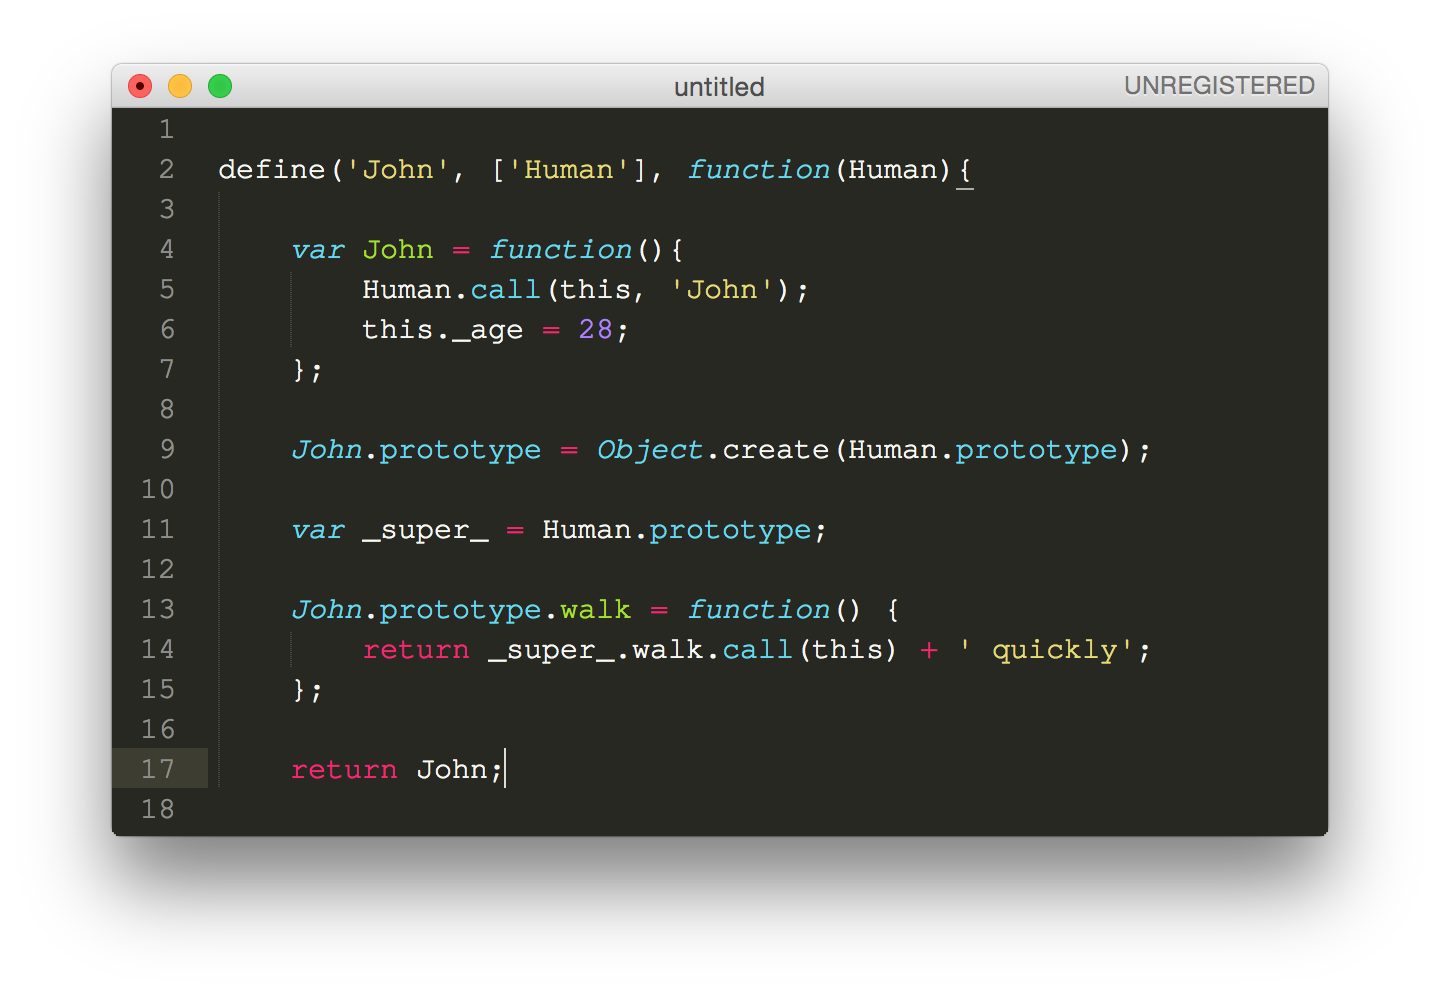 untitled UNREGISTERED
1
2 define('John', ['Human'], function(Human){
3
4     var John = function(){
5         Human.call(this, 'John');
6         this._age = 28;
7     };
8
9     John.prototype = Object.create(Human.prototype);
10
11     var _super_ = Human.prototype;
12
13     John.prototype.walk = function() {
14         return _super_.walk.call(this) + ' quickly';
15     };
16
17     return John;
18